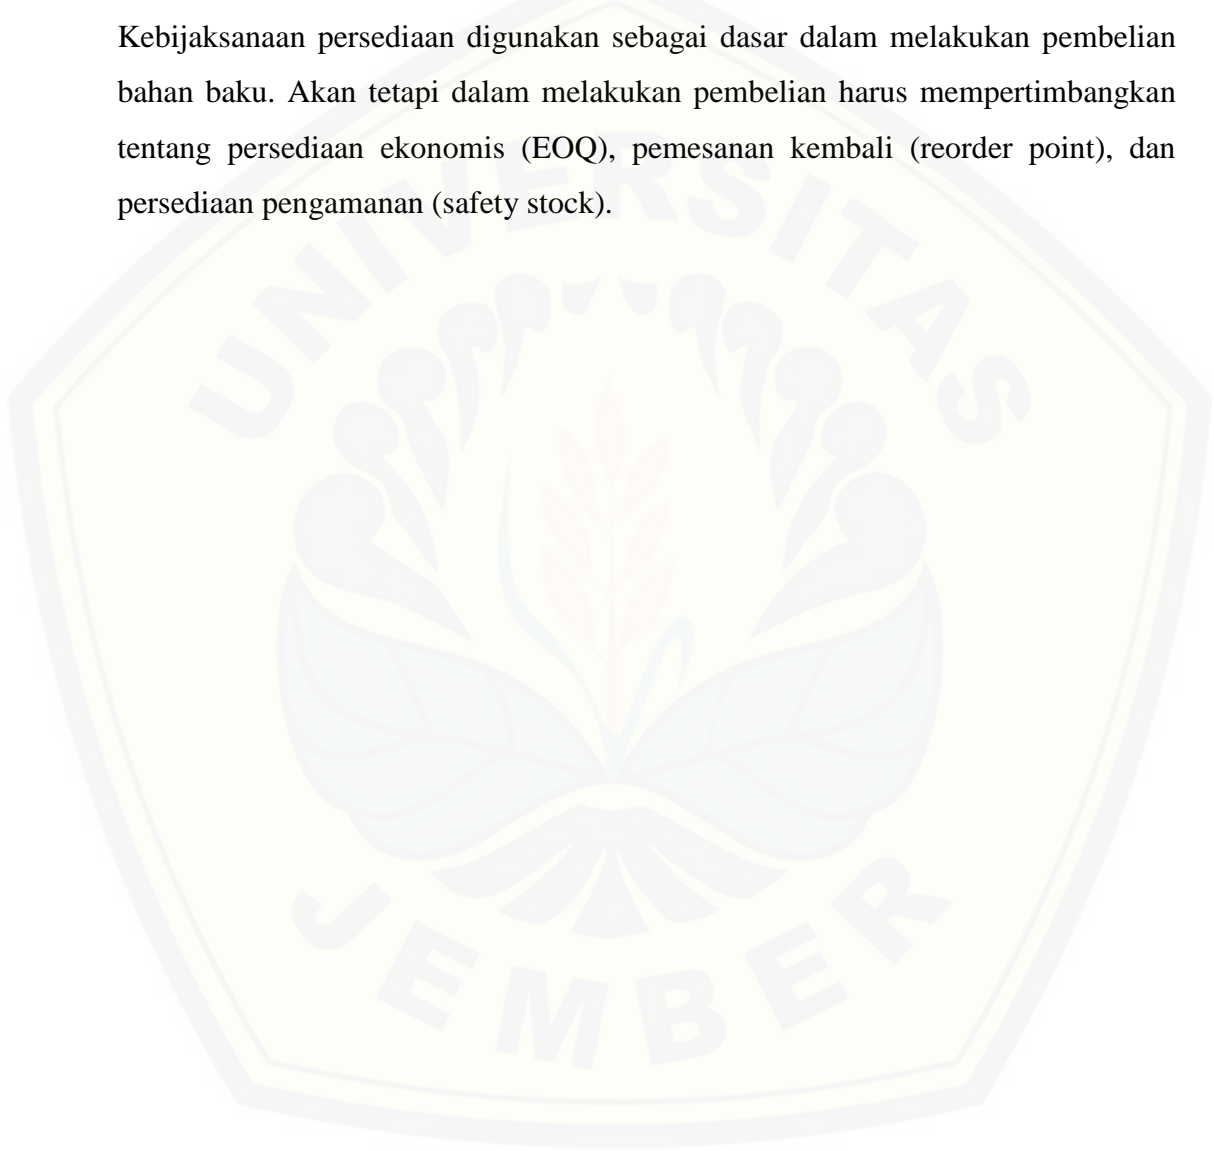 Kebijaksanaan persediaan digunakan sebagai dasar dalam melakukan pembelian
bahan baku. Akan tetapi dalam melakukan pembelian harus mempertimbangkan
tentang persediaan ekonomis (EOQ), pemesanan kembali (reorder point), dan
persediaan pengamanan (safety stock).
UNIVERSITAS
JEMBER